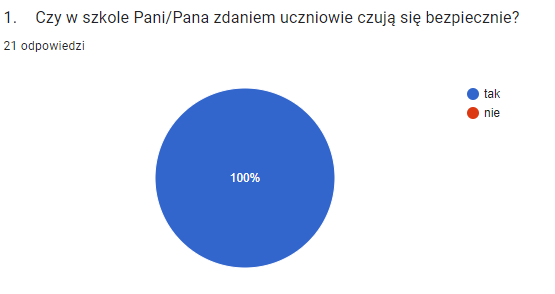 1. Czy w szkole Pani/Pana zdaniem uczniowie czują się bezpiecznie?
21 odpowiedzi
tak
nie
100%